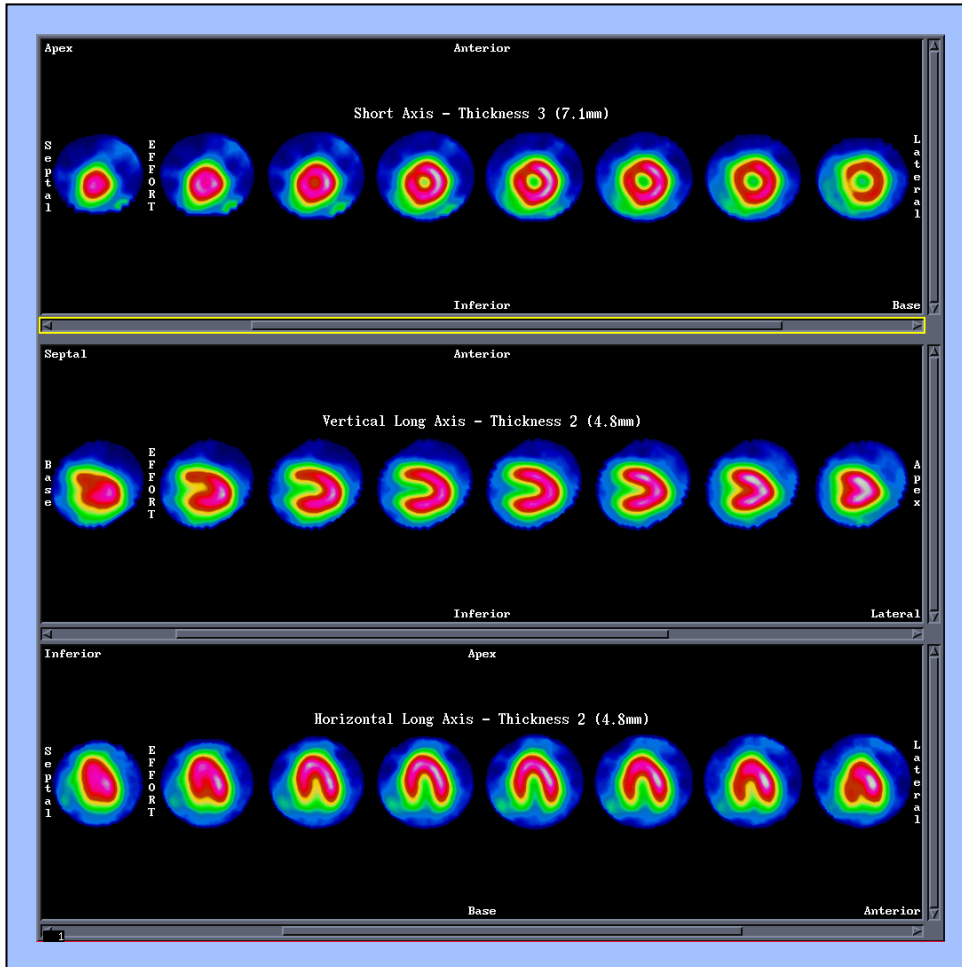 Apex
Anterior
Short Axis - Thickness 3 (7.1mm)
Septal
EFFORT
Lateral
Inferior
Base
Septal
Anterior
Vertical Long Axis - Thickness 2 (4.8mm)
Base
EFFORT
Apex
Inferior
Lateral
Inferior
Apex
Horizontal Long Axis - Thickness 2 (4.8mm)
Septal
EFFORT
Lateral
Base
Anterior
1